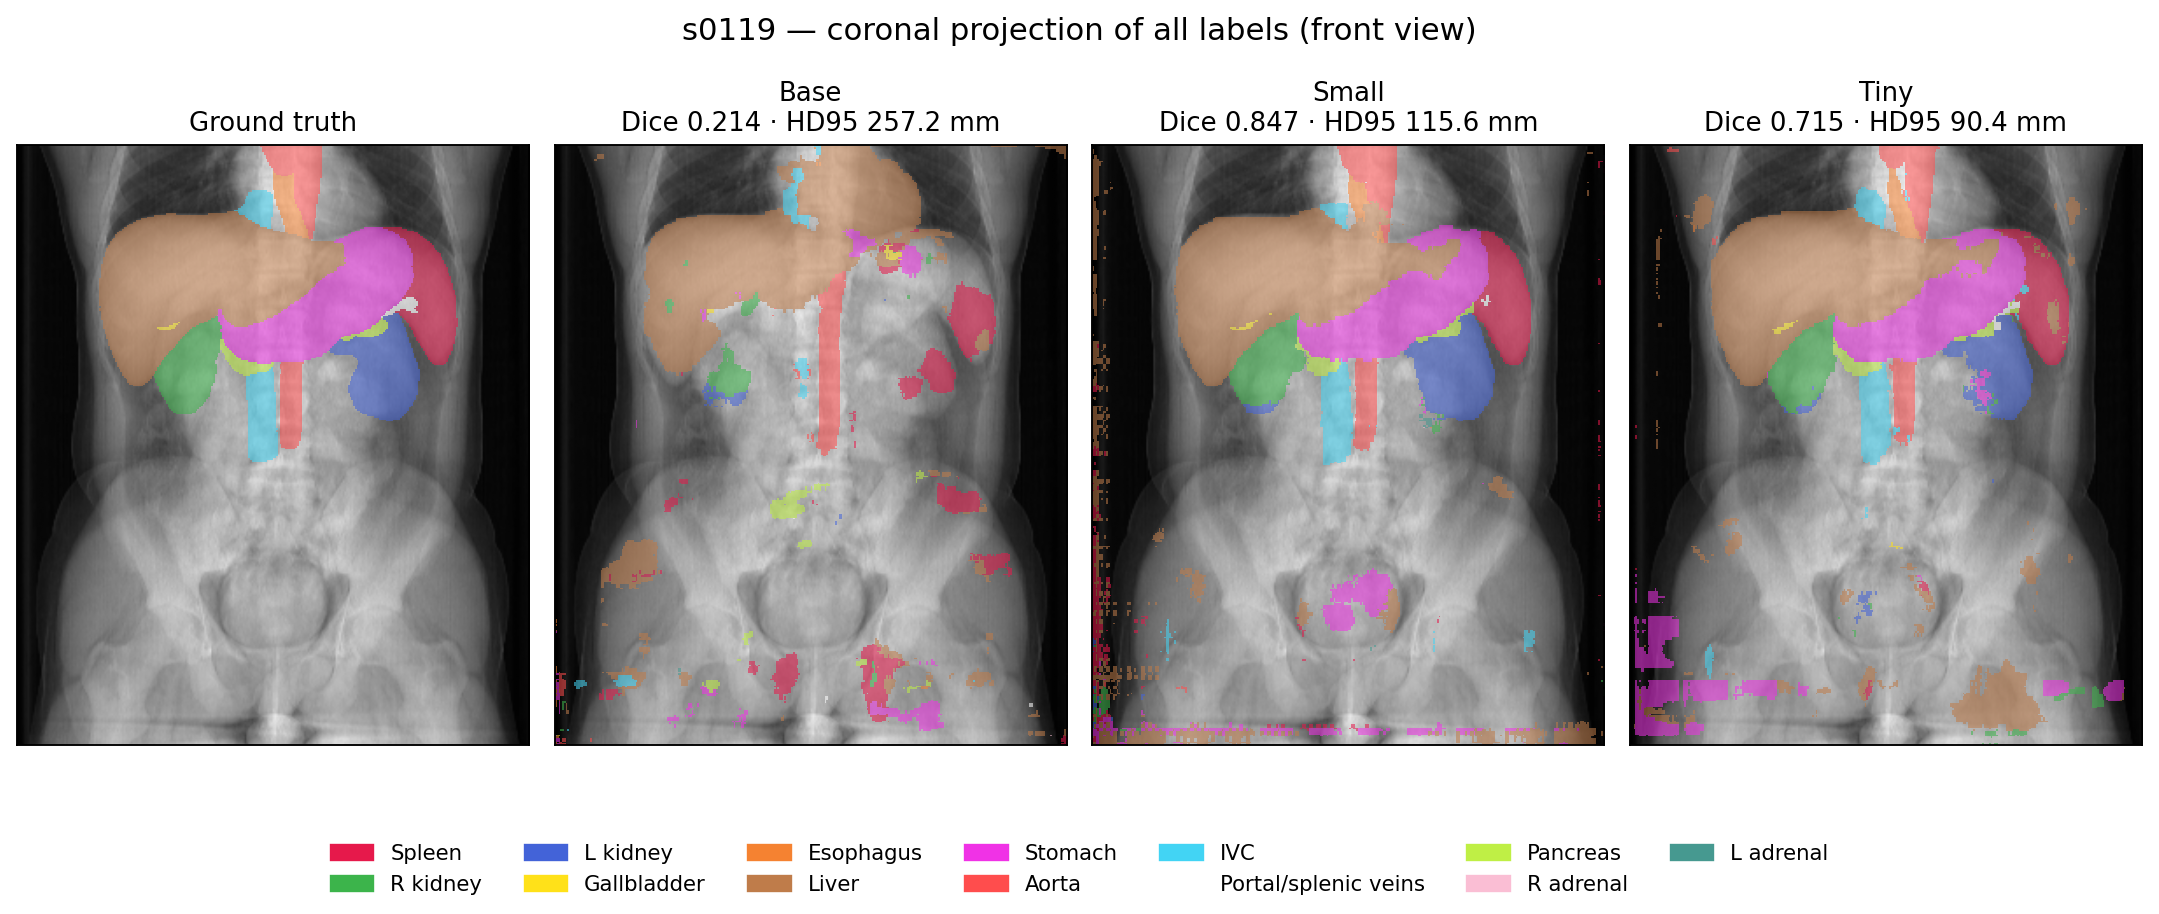 s0119 — coronal projection of all labels (front view)
Ground truth
Base
Dice 0.214 · HD95 257.2 mm
Small
Dice 0.847 · HD95 115.6 mm
Tiny
Dice 0.715 · HD95 90.4 mm
Spleen
R kidney
L kidney
Gallbladder
Esophagus
Liver
Stomach
Aorta
IVC
Portal/splenic veins
Pancreas
R adrenal
L adrenal